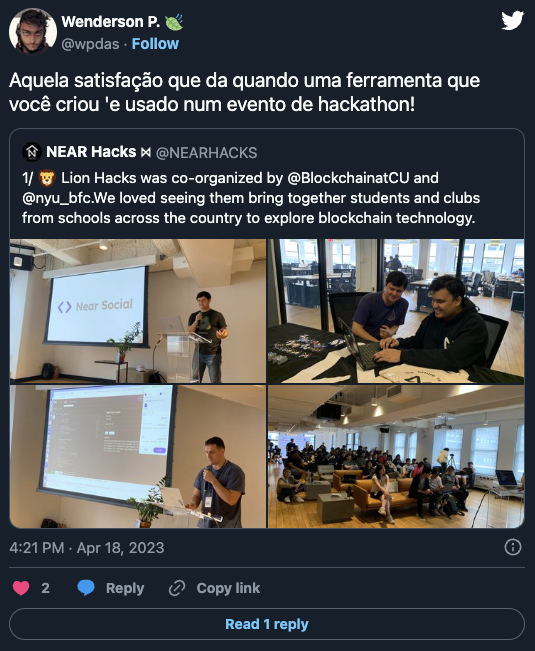 Wenderson P.
@wpdas · Follow
Aquela satisfação que da quando uma ferramenta que
você criou 'e usado num evento de hackathon!
NEAR Hacks ⋈ @NEARHACKS
1/ 🦁 Lion Hacks was co-organized by @BlockchainatCU and
@nyu_bfc.We loved seeing them bring together students and clubs
from schools across the country to explore blockchain technology.
Near Social
4:21 PM · Apr 18, 2023
2 Reply Copy link
Read 1 reply